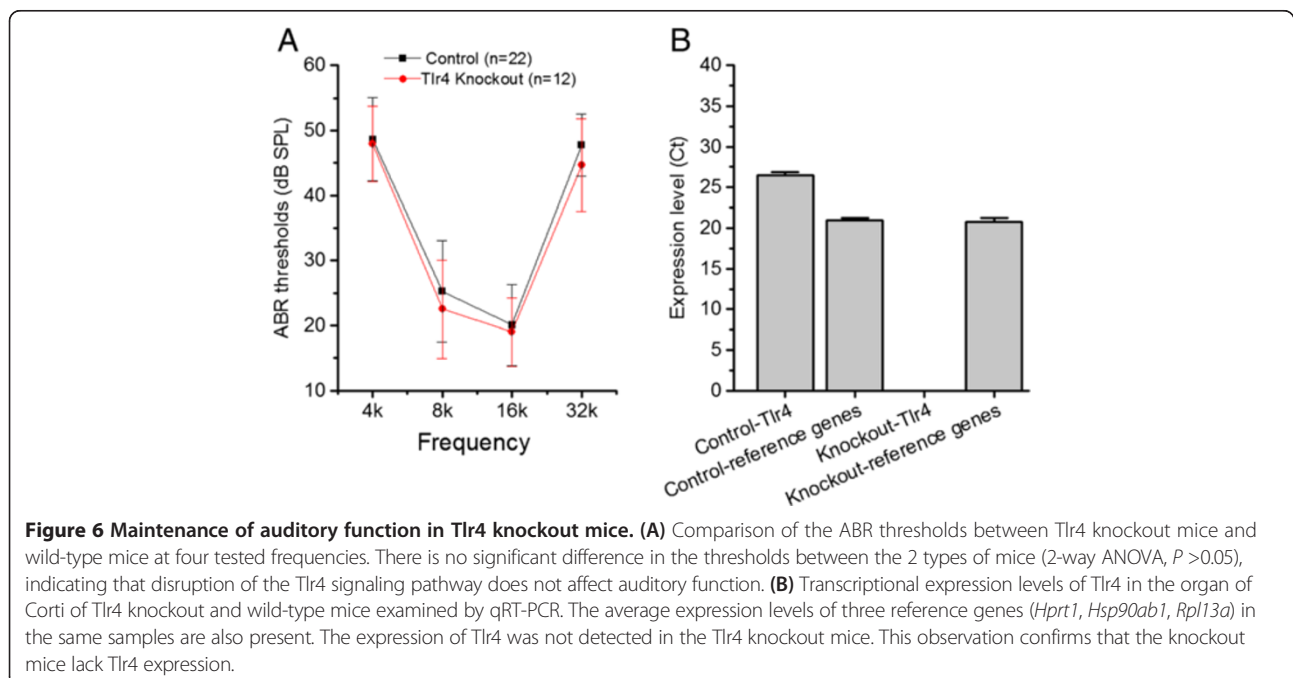 A
Control (n=22)
Tlr4 Knockout (n=12)
ABR thresholds (dB SPL)
60
50
40
30
20
10
4k
8k
16k
32k
Frequency
B
Expression level (Ct)
40
35
30
25
20
15
10
5
0
Control-Tlr4
Control-reference genes
Knockout-Tlr4
Knockout-reference genes
Figure 6 Maintenance of auditory function in Tlr4 knockout mice. (A) Comparison of the ABR thresholds between Tlr4 knockout mice and
wild-type mice at four tested frequencies. There is no significant difference in the thresholds between the 2 types of mice (2-way ANOVA, P >0.05),
indicating that disruption of the Tlr4 signaling pathway does not affect auditory function. (B) Transcriptional expression levels of Tlr4 in the organ of
Corti of Tlr4 knockout and wild-type mice examined by qRT-PCR. The average expression levels of three reference genes (Hprt1, Hsp90ab1, Rpl13a) in
the same samples are also present. The expression of Tlr4 was not detected in the Tlr4 knockout mice. This observation confirms that the knockout
mice lack Tlr4 expression.